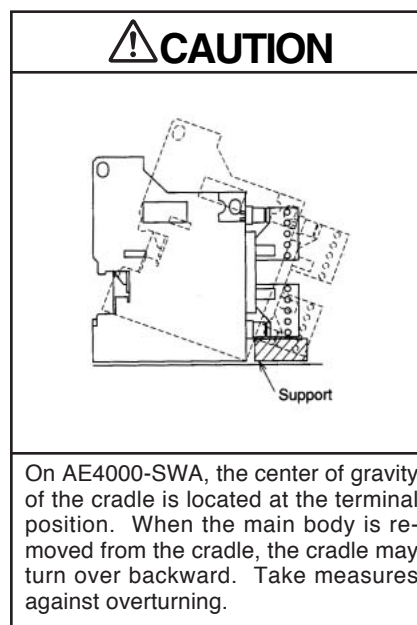 CAUTION
Support
On AE4000-SWA, the center of gravity
of the cradle is located at the terminal
position. When the main body is re-
moved from the cradle, the cradle may
turn over backward. Take measures
against overturning.